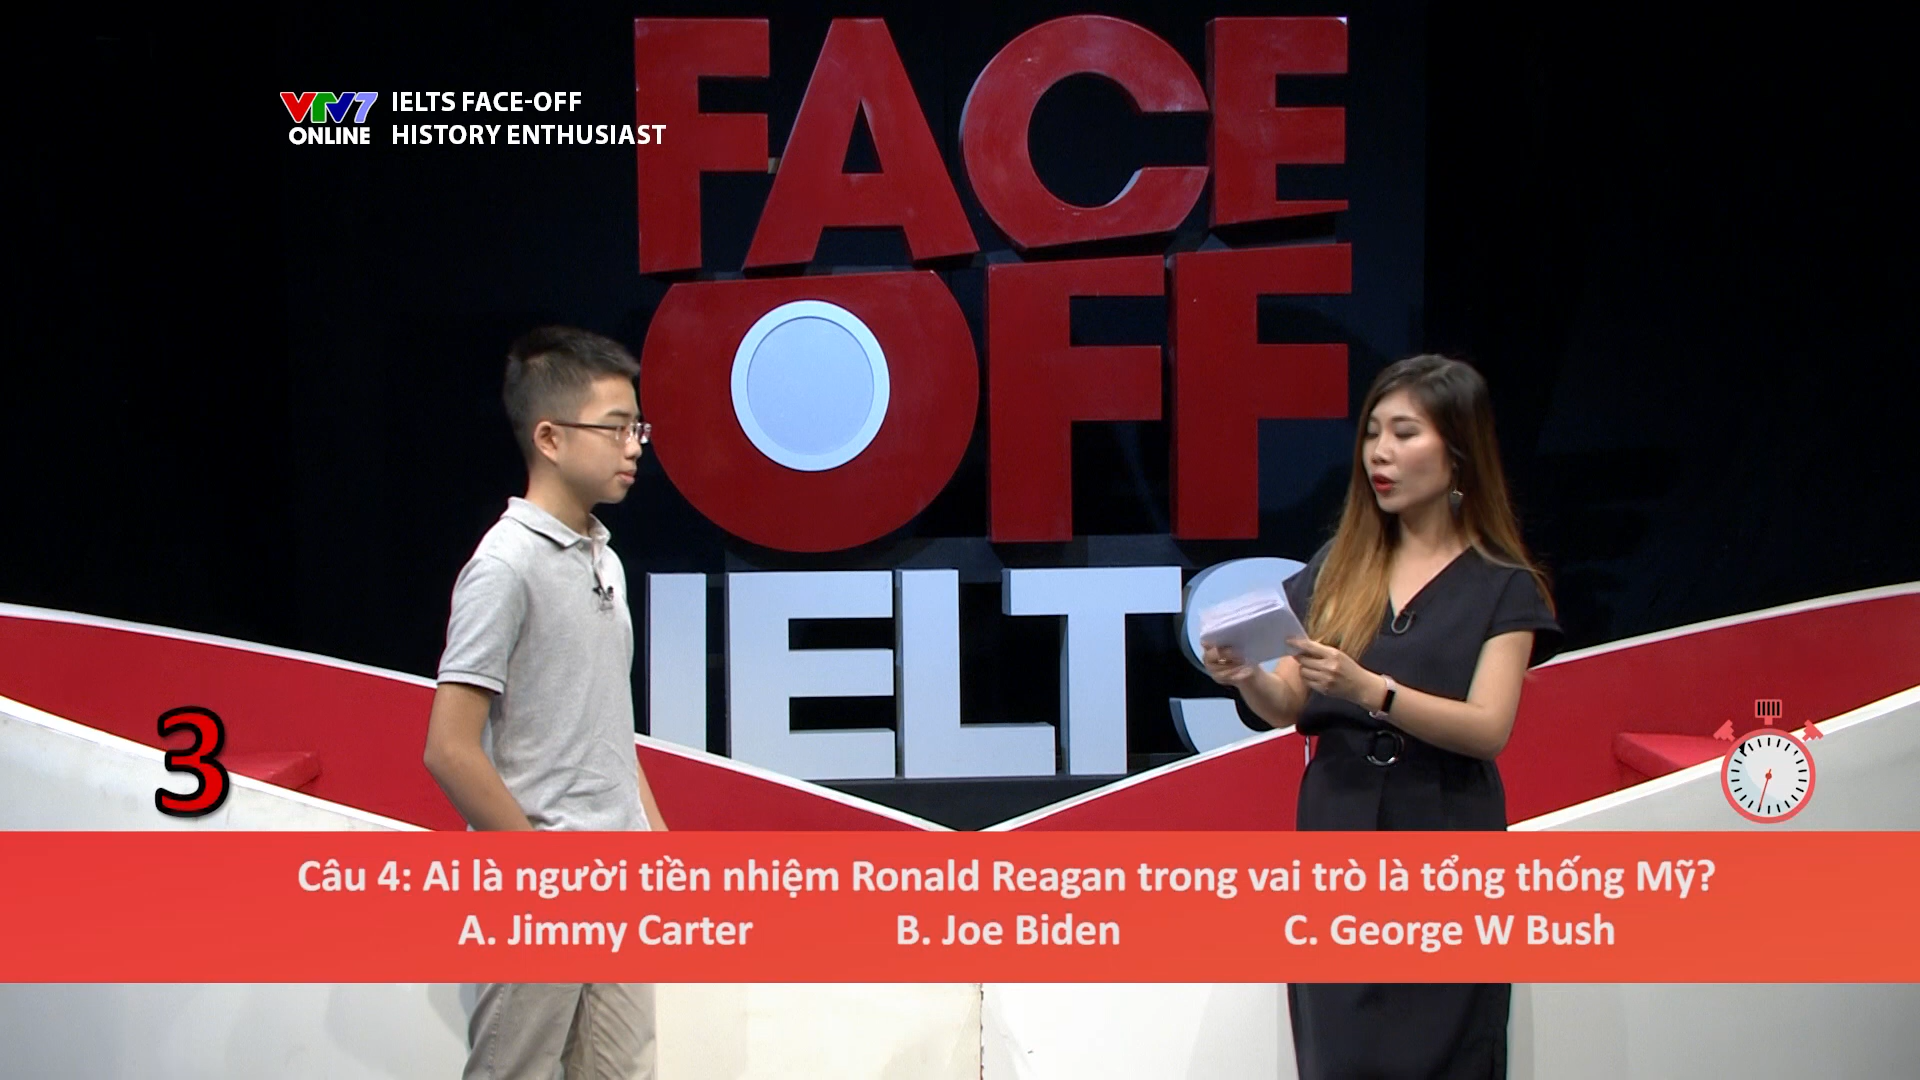 VTV7
ONLINE
IELTS FACE-OFF
HISTORY ENTHUSIAST
FACE
OFF
IELTS
3
Câu 4: Ai là người tiền nhiệm Ronald Reagan trong vai trò là tổng thống Mỹ?
A. Jimmy Carter B. Joe Biden C. George W Bush